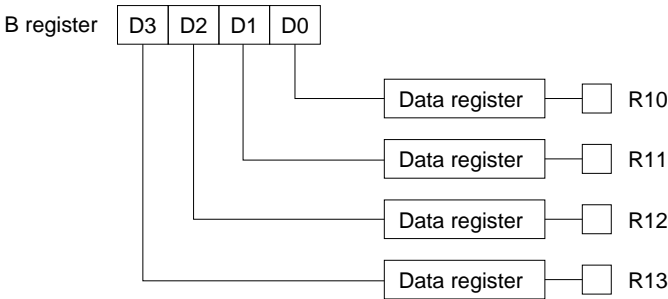 B register D3 D2 D1 D0
Data register R10
Data register R11
Data register R12
Data register R13